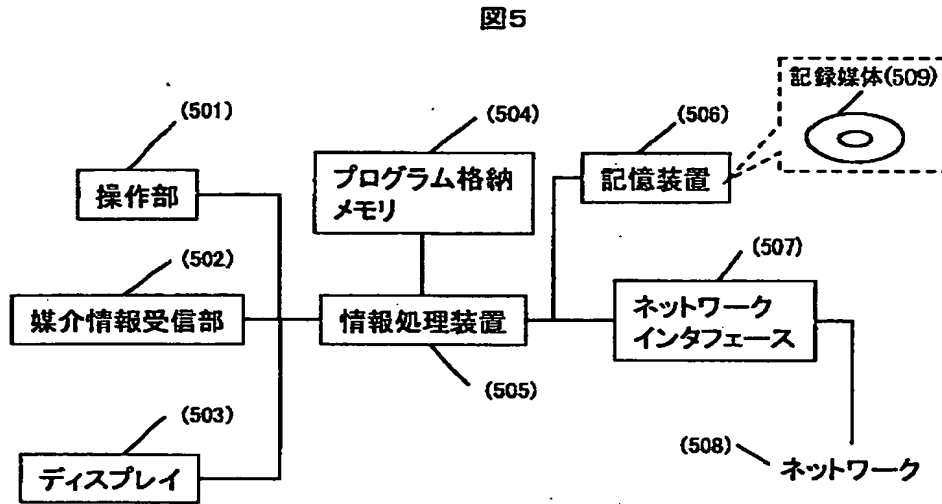 図5
(501)
操作部
(502)
媒介情報受信部
(503)
ディスプレイ
(504)
プログラム格納
メモリ
情報処理装置
(505)
(506)
記憶装置
記録媒体(509)
(507)
ネットワーク
インタフェース
(508)
ネットワーク